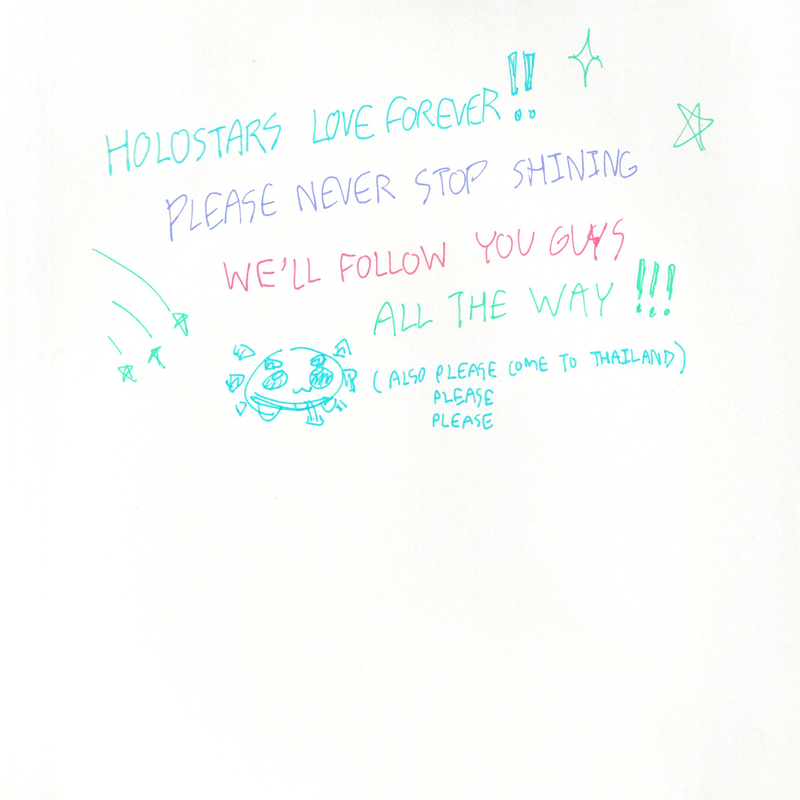 HOLOSTARS LOVE FOREVER!!
PLEASE NEVER STOP SHINING
WE'LL FOLLOW YOU GUYS
ALL THE WAY !!!
(ALSO PLEASE COME TO THAILAND)
PLEASE
PLEASE